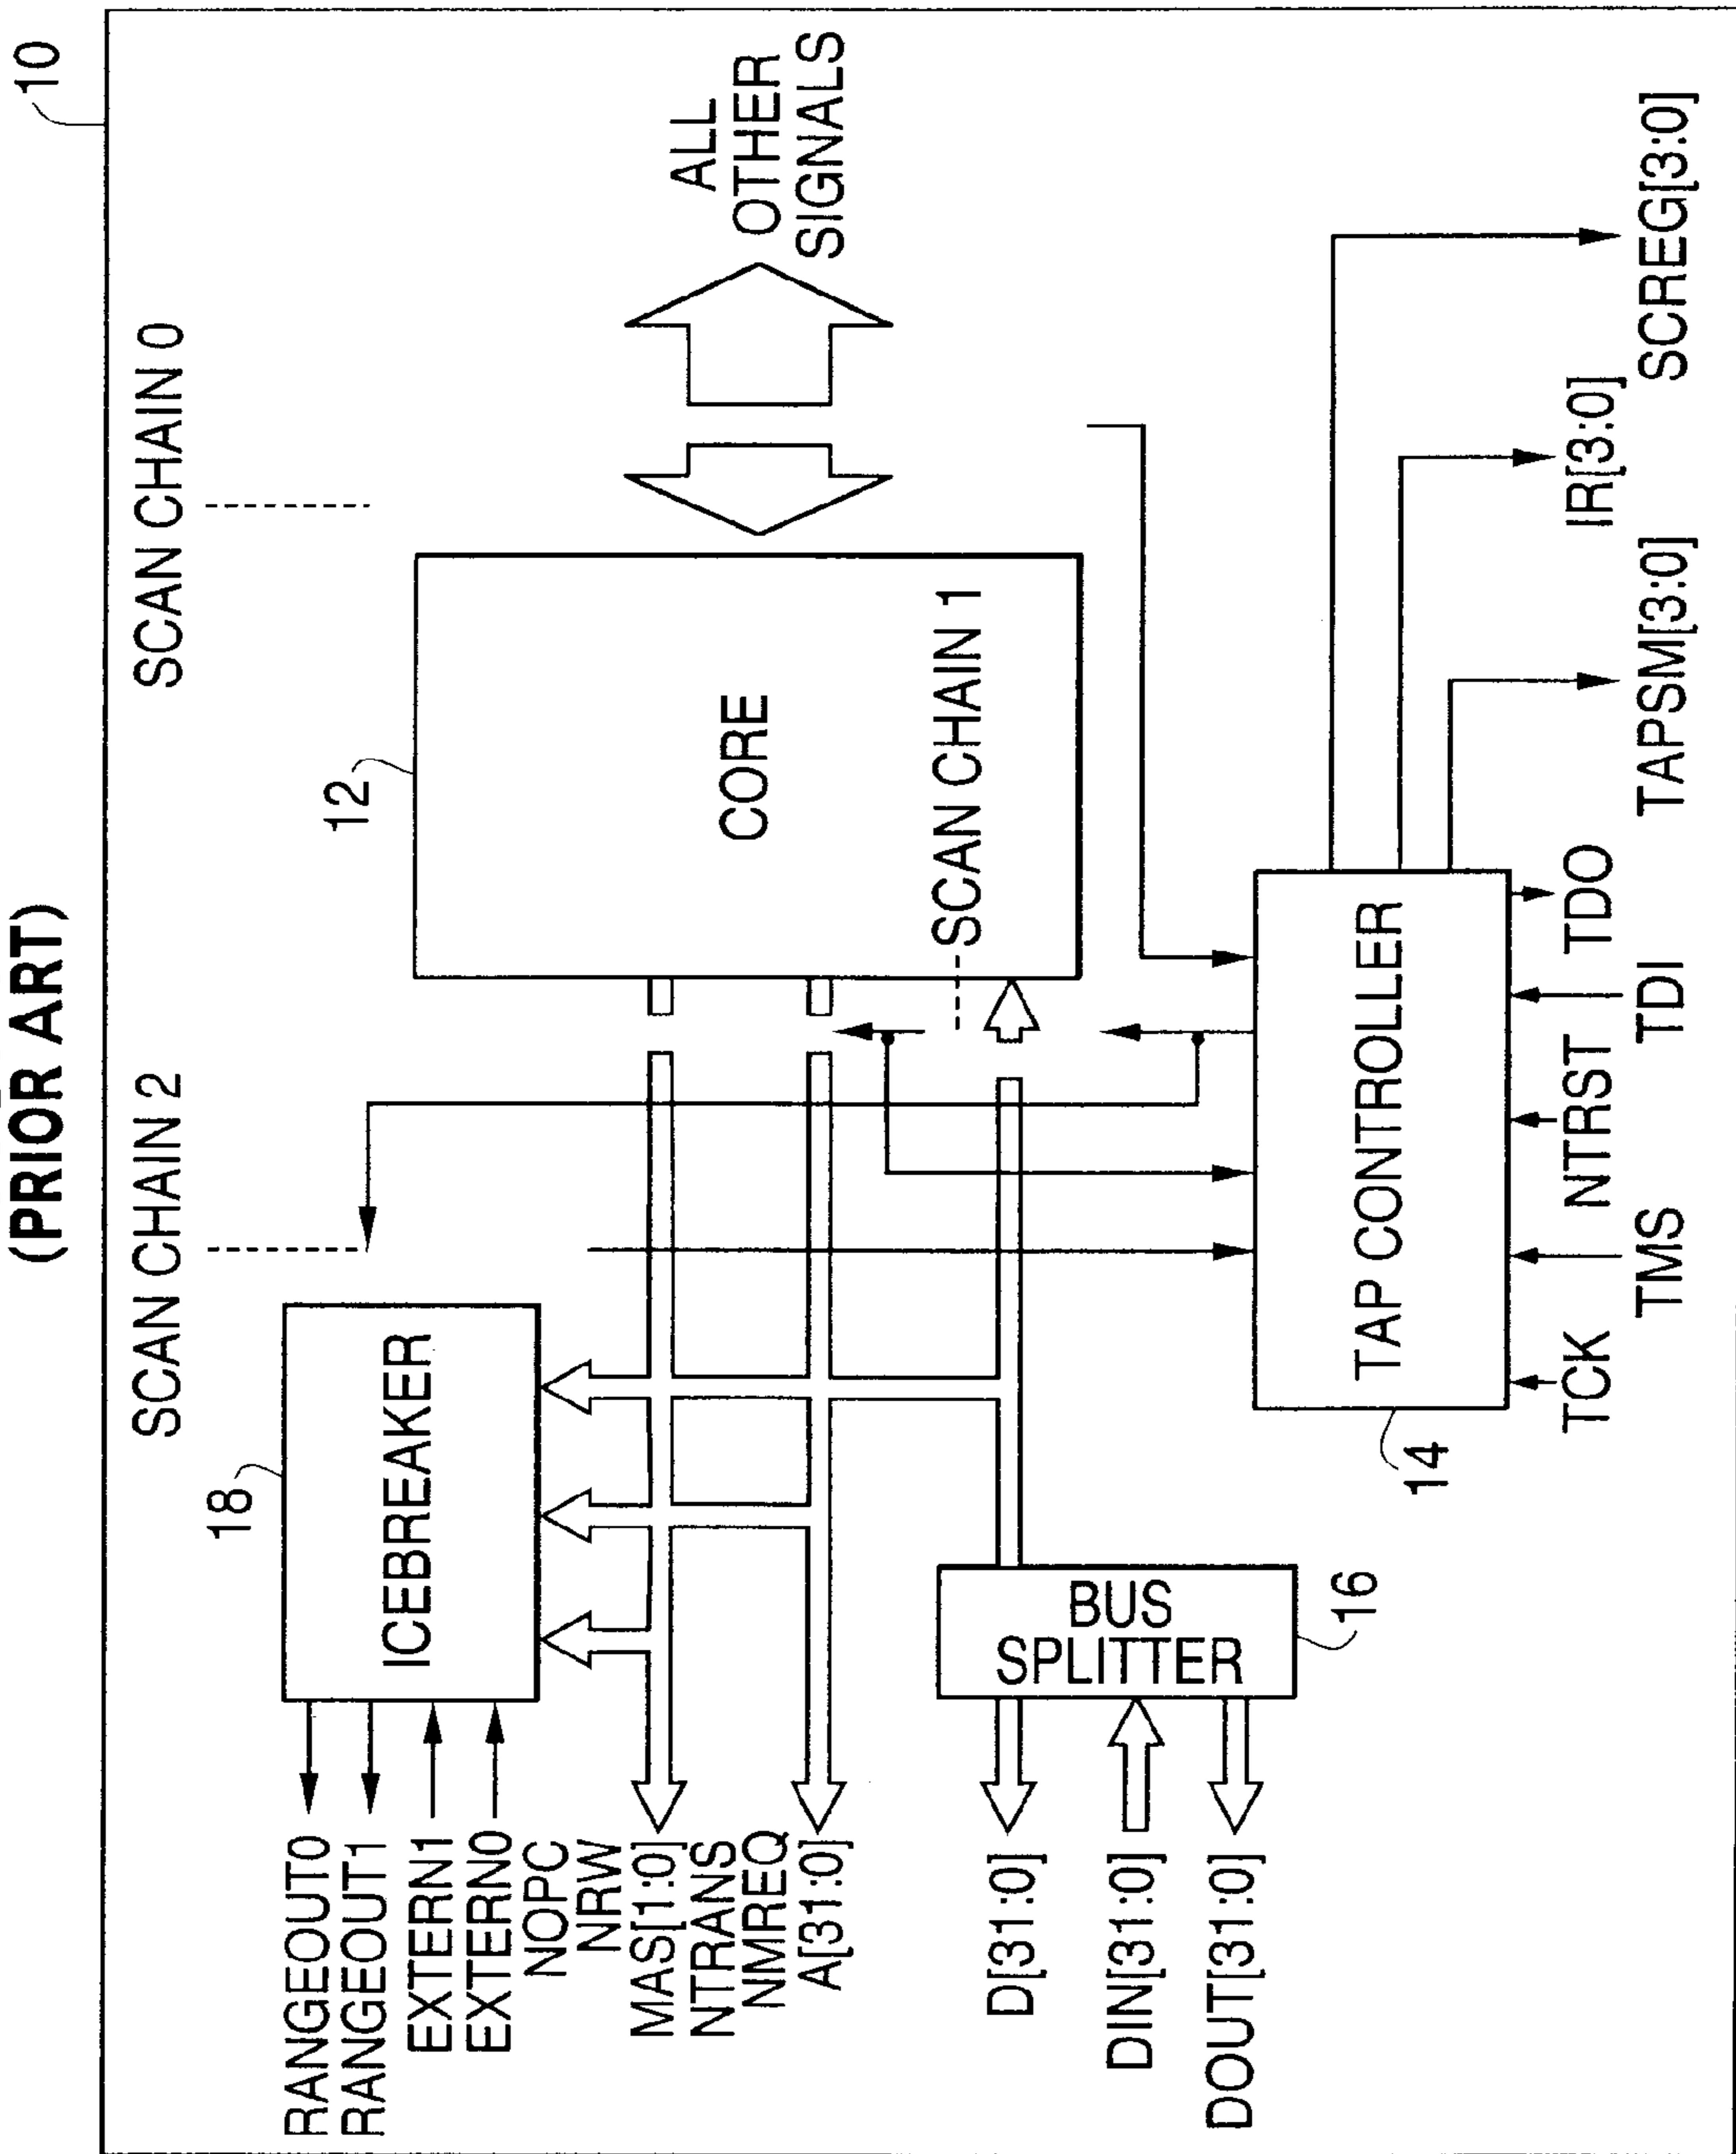 (PRIOR ART)
10
SCAN CHAIN 2
SCAN CHAIN 0
18
12
ICEBREAKER
RANGEOUT0
RANGEOUT1
EXTERN1
EXTERN0
NOPC
NRW
MAS[1:0]
NTRANS
NMREQ
A[31:0]
CORE
SCAN CHAIN 1
ALL
OTHER
SIGNALS
D[31:0]
DIN[31:0]
DOUT[31:0]
BUS
SPLITTER
16
TAP CONTROLLER
14
TCK
TMS
NTRST
TDI
TDO
TAPSM[3:0]
IR[3:0]
SCREG[3:0]